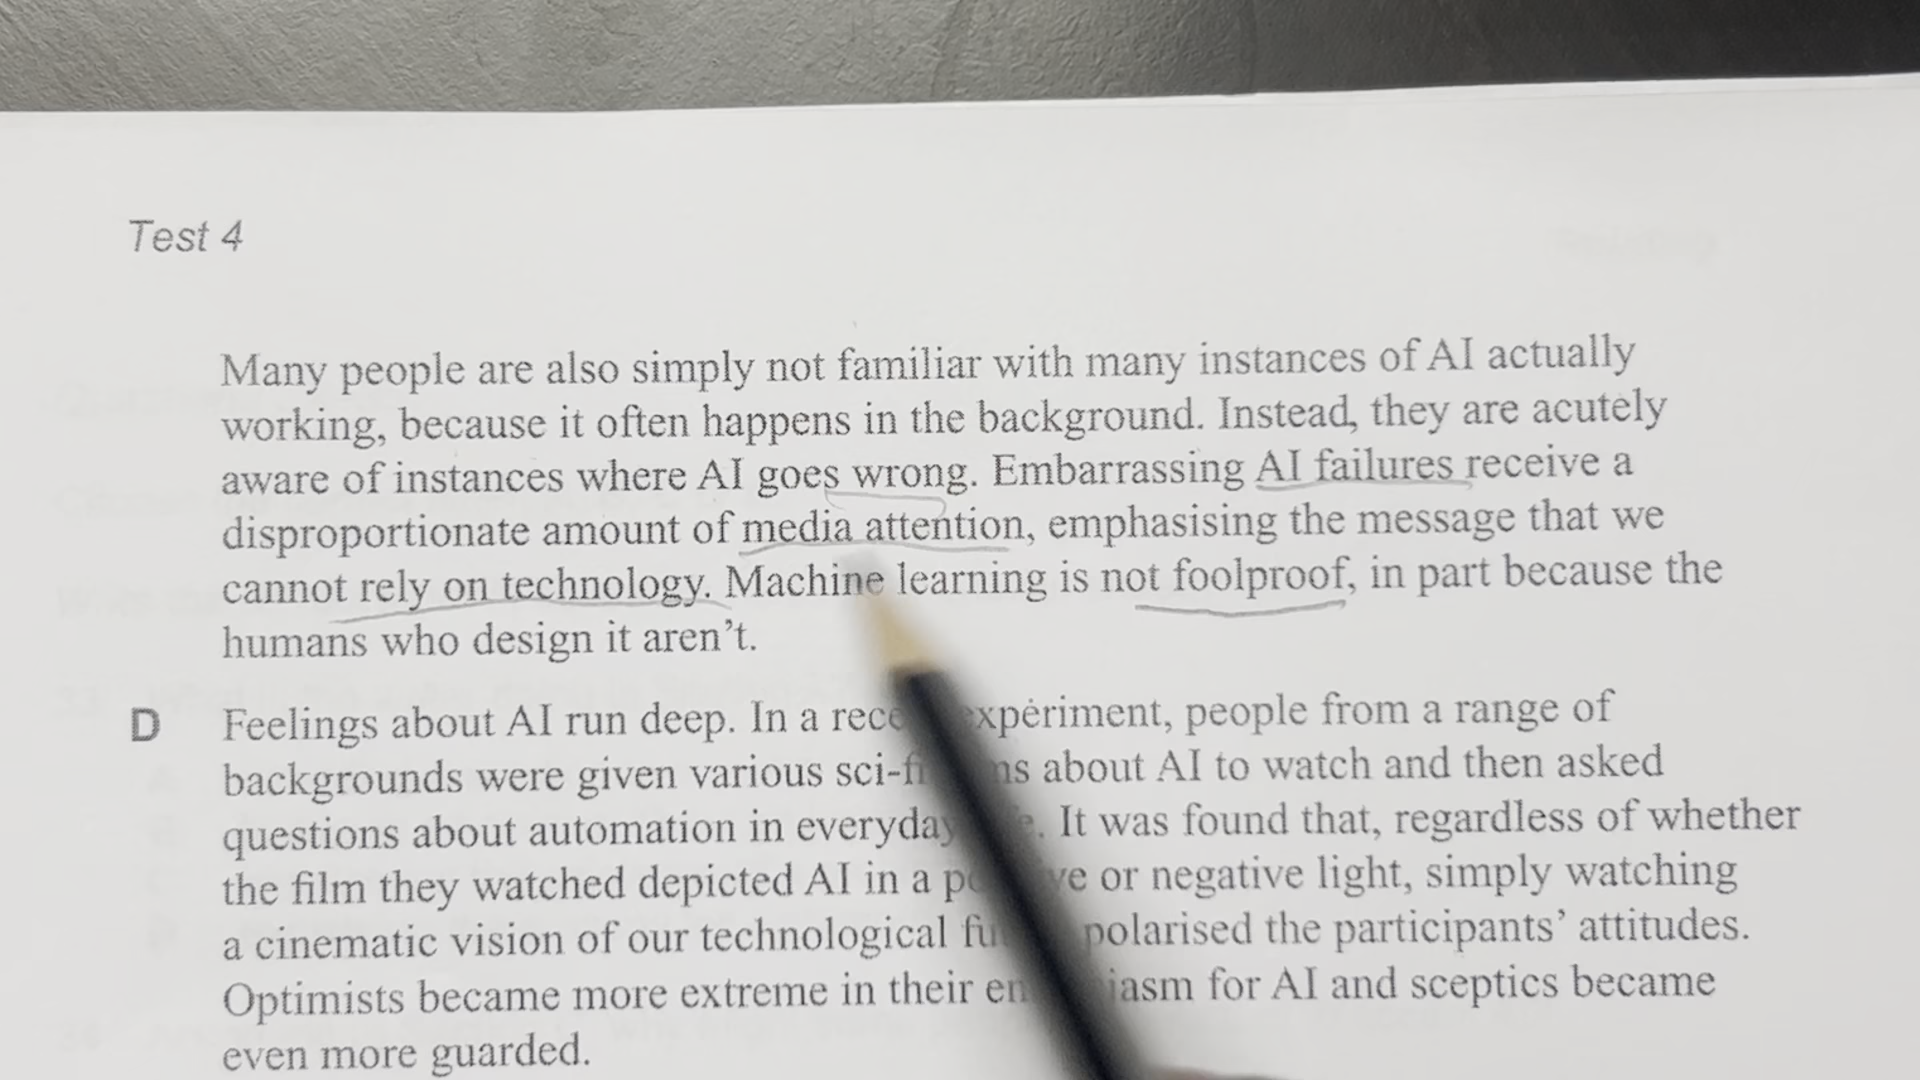 Test 4
Many people are also simply not familiar with many instances of AI actually
working, because it often happens in the background. Instead, they are acutely
aware of instances where AI goes wrong. Embarrassing AI failures receive a
disproportionate amount of media attention, emphasising the message that we
cannot rely on technology. Machine learning is not foolproof, in part because the
humans who design it aren't.
D Feelings about AI run deep. In a experiment, people from a range of
backgrounds were given various about AI to watch and then asked
questions about automation in everyday It was found that, regardless of whether
the film they watched depicted AI in a or negative light, simply watching
a cinematic vision of our technological polarised the participants' attitudes.
Optimists became more extreme in their for AI and sceptics became
even more guarded.